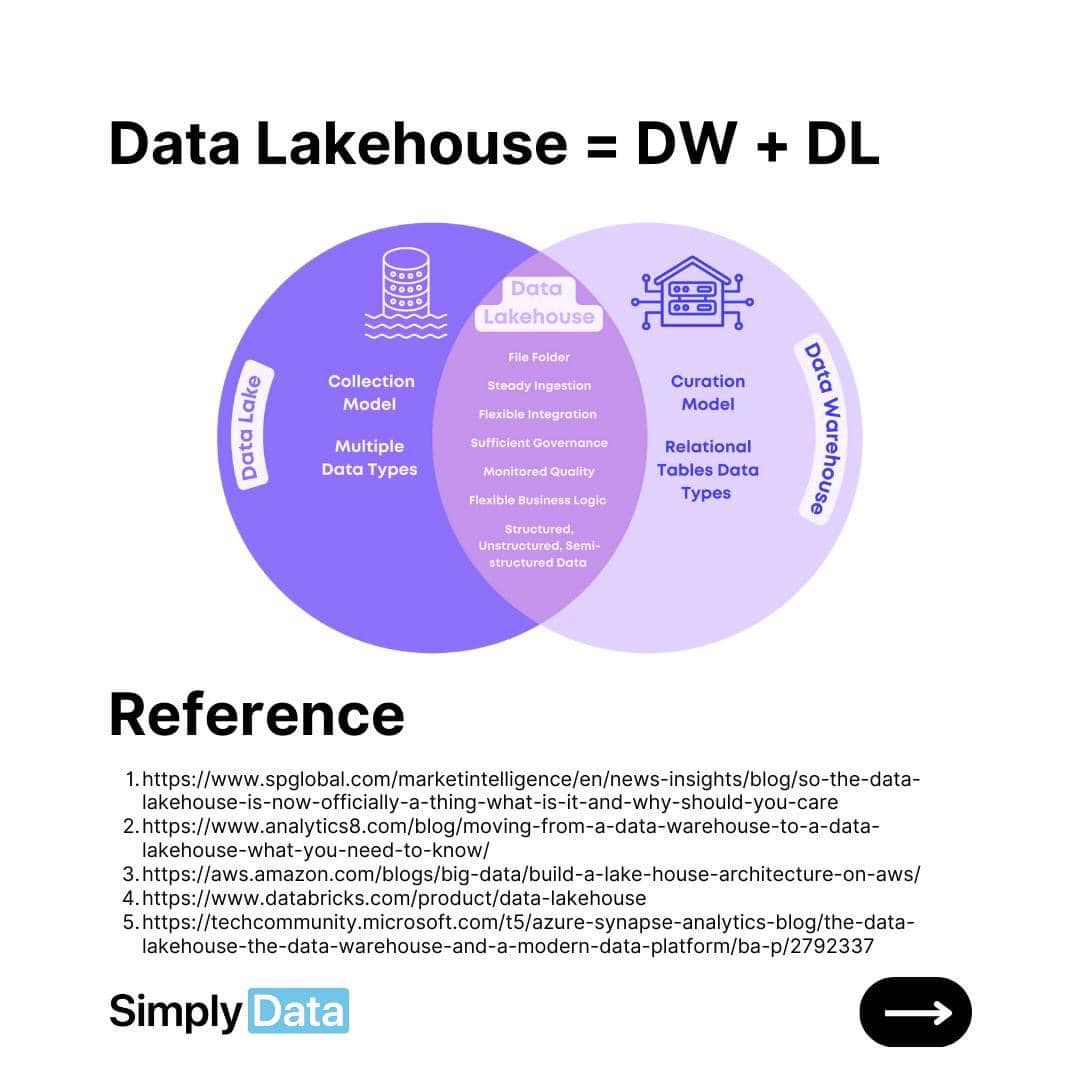 Data Lakehouse = DW + DL
Data Lake
Collection
Model
Multiple
Data Types
Data
Lakehouse
File Folder
Steady Ingestion
Flexible Integration
Sufficient Governance
Monitored Quality
Flexible Business Logic
Structured,
Unstructured, Semi-
structured Data
Curation
Model
Relational
Tables Data
Types
Data Warehouse
Reference
1. https://www.spglobal.com/marketintelligence/en/news-insights/blog/so-the-data-
lakehouse-is-now-officially-a-thing-what-is-it-and-why-should-you-care
2. https://www.analytics8.com/blog/moving-from-a-data-warehouse-to-a-data-
lakehouse-what-you-need-to-know/
3. https://aws.amazon.com/blogs/big-data/build-a-lake-house-architecture-on-aws/
4. https://www.databricks.com/product/data-lakehouse
5. https://techcommunity.microsoft.com/t5/azure-synapse-analytics-blog/the-data-
lakehouse-the-data-warehouse-and-a-modern-data-platform/ba-p/2792337
Simply Data